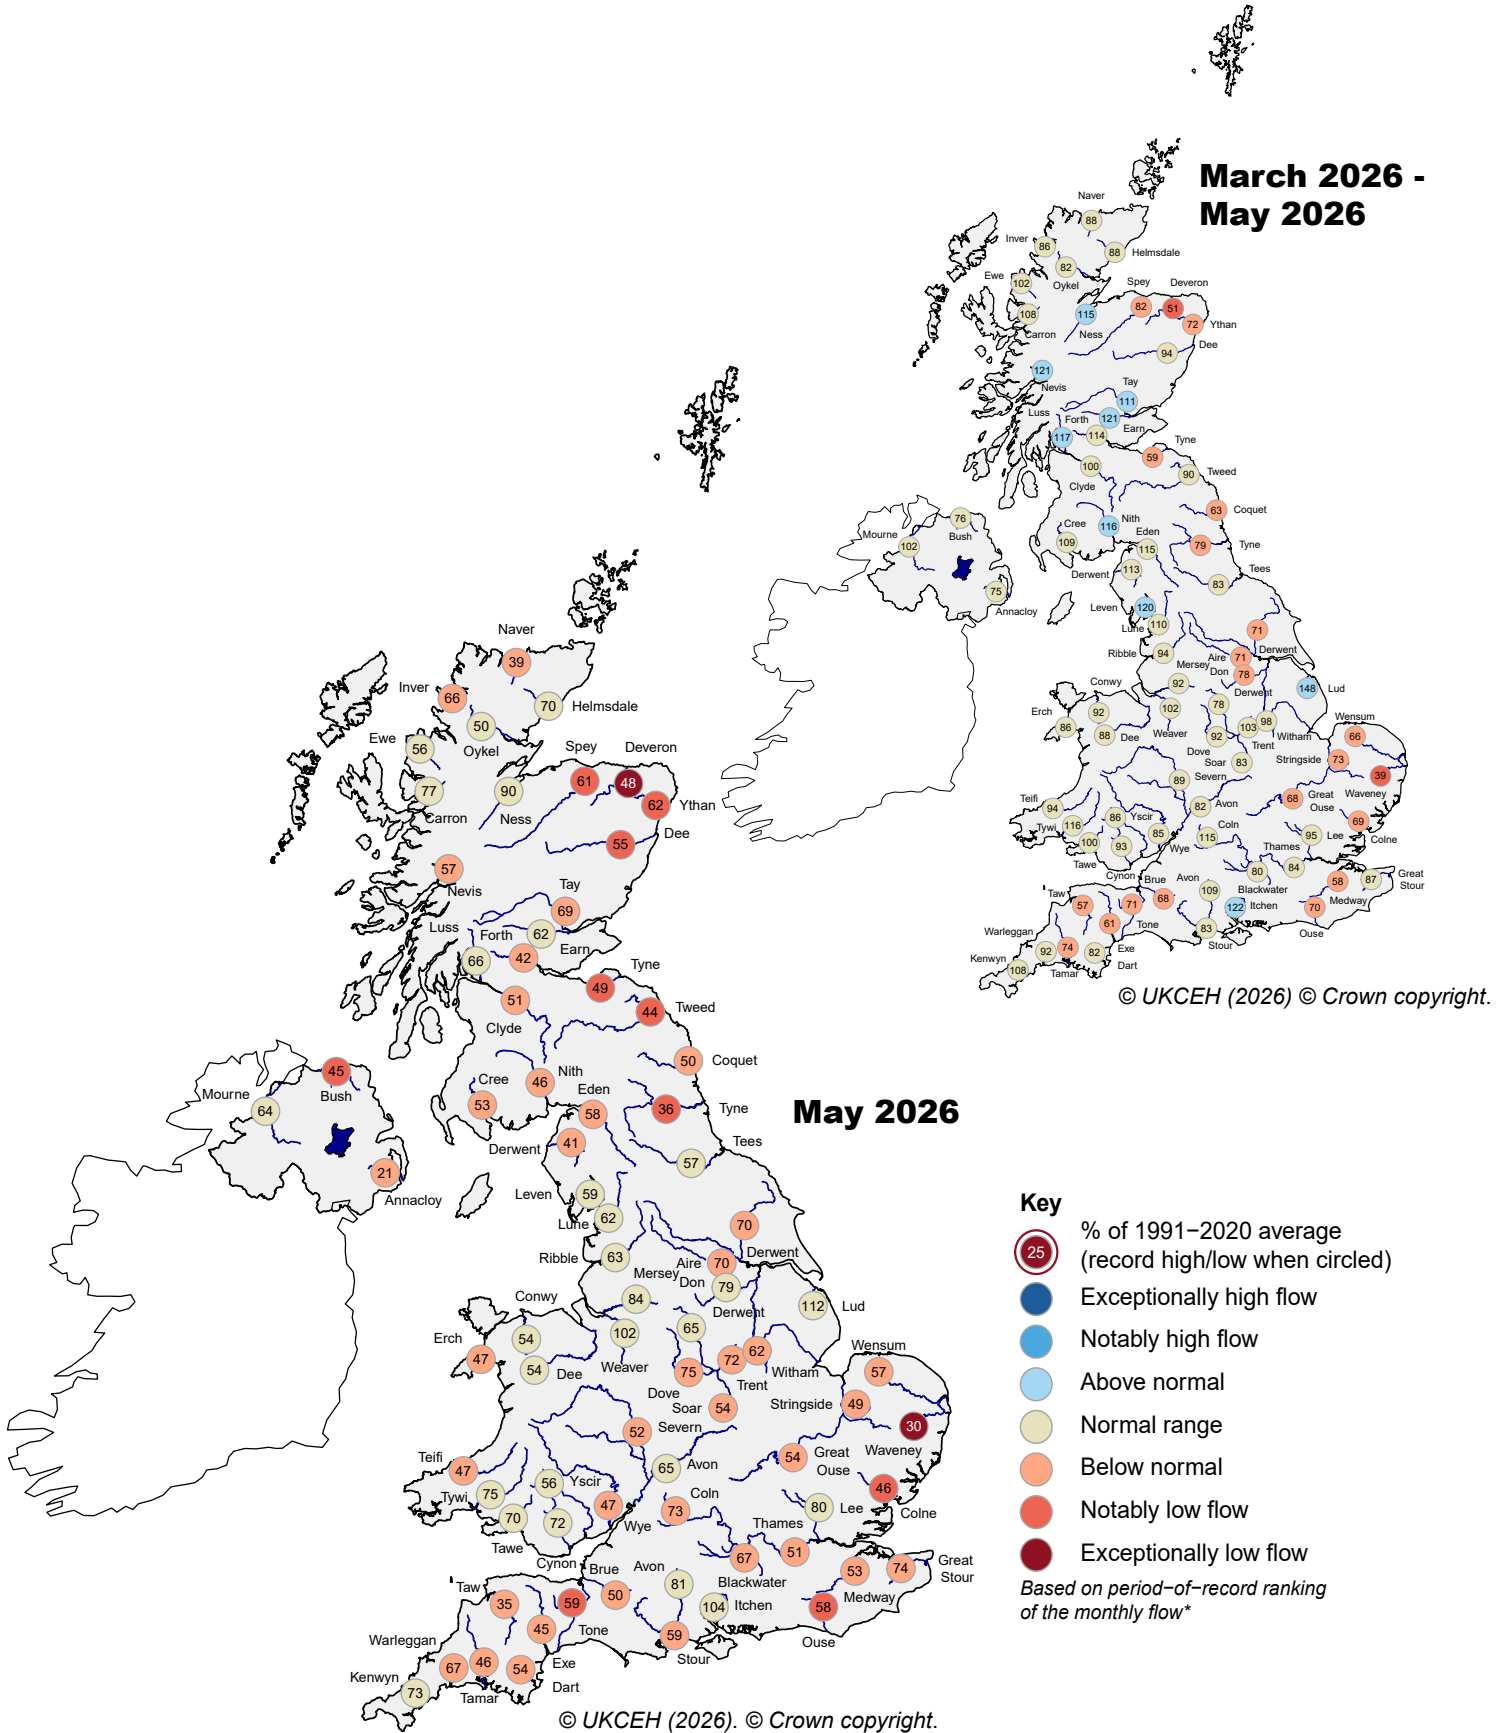 March 2026 -
May 2026
Naver
88
Inver
86
88
Helmsdale
82
Ewe
102
Oykel
Spey
Deveron
108
115
82
51
72
Ythan
Carron
Ness
Dee
94
121
Nevis
Tay
111
Luss
Forth
121
Earn
117
114
Tyne
59
100
90
Tweed
Clyde
63
Coquet
Cree
116
Nith
109
Eden
115
79
Tyne
76
Bush
Mourne
102
75
Annacloy
Derwent
113
83
Tees
Leven
120
Lune
110
71
Derwent
Ribble
94
Aire
71
Mersey
Don
78
Derwent
92
148
Lud
Conwy
92
102
78
98
103
Wensum
66
Erch
86
88
Dee
Weaver
92
Trent
Witham
Dove
Soar
83
Stringside
73
39
Waveney
89
Severn
68
Great
Ouse
Teifi
94
82
Avon
69
Colne
Tywi
116
86
Yscir
Coln
95
Lee
100
93
85
Wye
115
Thames
Tawe
Cynon
80
84
Blackwater
58
87
Great
Stour
Medway
Brue
Avon
109
68
122
Itchen
70
Ouse
Taw
57
71
61
Tone
83
Stour
Warleggan
92
74
82
Exe
Dart
Kenwyn
108
Tamar
© UKCEH (2026) © Crown copyright.
Naver
39
Inver
66
70
Helmsdale
50
Ewe
56
Oykel
Spey
Deveron
77
90
61
48
62
Ythan
Carron
Ness
Dee
55
57
Nevis
Tay
69
Luss
Forth
62
Earn
66
42
Tyne
49
51
44
Tweed
Clyde
50
Coquet
Cree
53
46
Nith
Eden
58
36
Tyne
45
Bush
Mourne
64
21
Annacloy
May 2026
Derwent
41
57
Tees
Leven
59
Lune
62
70
Derwent
Ribble
63
Aire
70
Mersey
Don
79
Derwent
84
112
Lud
Conwy
54
102
65
Erch
47
54
Dee
Weaver
75
72
62
Witham
Trent
Wensum
57
Dove
Soar
54
Stringside
49
30
Waveney
52
Severn
54
Great
Ouse
Teifi
47
65
Avon
46
Colne
Tywi
75
56
Yscir
Coln
80
Lee
70
72
47
Wye
73
Thames
Tawe
Cynon
67
51
Blackwater
53
74
Great
Stour
Medway
Brue
Avon
81
50
104
Itchen
58
Ouse
Taw
35
59
45
Tone
59
Stour
Warleggan
67
46
54
Exe
Dart
Kenwyn
73
Tamar
Key
25
% of 1991−2020 average
(record high/low when circled)
Exceptionally high flow
Notably high flow
Above normal
Normal range
Below normal
Notably low flow
Exceptionally low flow
Based on period−of−record ranking
of the monthly flow*
© UKCEH (2026). © Crown copyright.